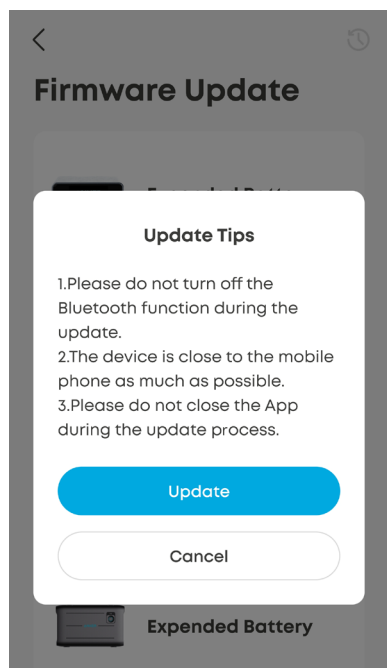 Firmware Update
Update Tips
1.Please do not turn off the
Bluetooth function during the
update.
2.The device is close to the mobile
phone as much as possible.
3.Please do not close the App
during the update process.
Update
Cancel
Expended Battery